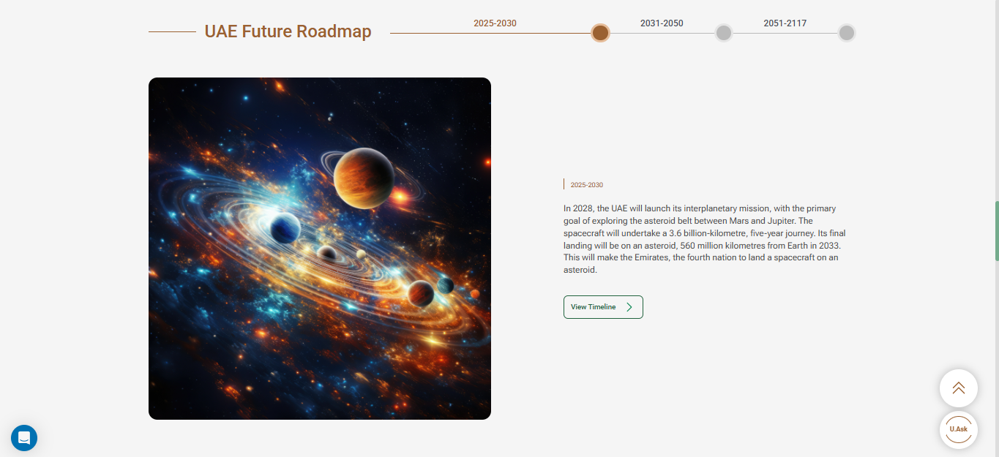 UAE Future Roadmap
2025-2030
2031-2050
2051-2117
2025-2030
In 2028, the UAE will launch its interplanetary mission, with the primary
goal of exploring the asteroid belt between Mars and Jupiter. The
spacecraft will undertake a 3.6 billion-kilometre, five-year journey. Its final
landing will be on an asteroid, 560 million kilometres from Earth in 2033.
This will make the Emirates, the fourth nation to land a spacecraft on an
asteroid.
View Timeline
U.Ask